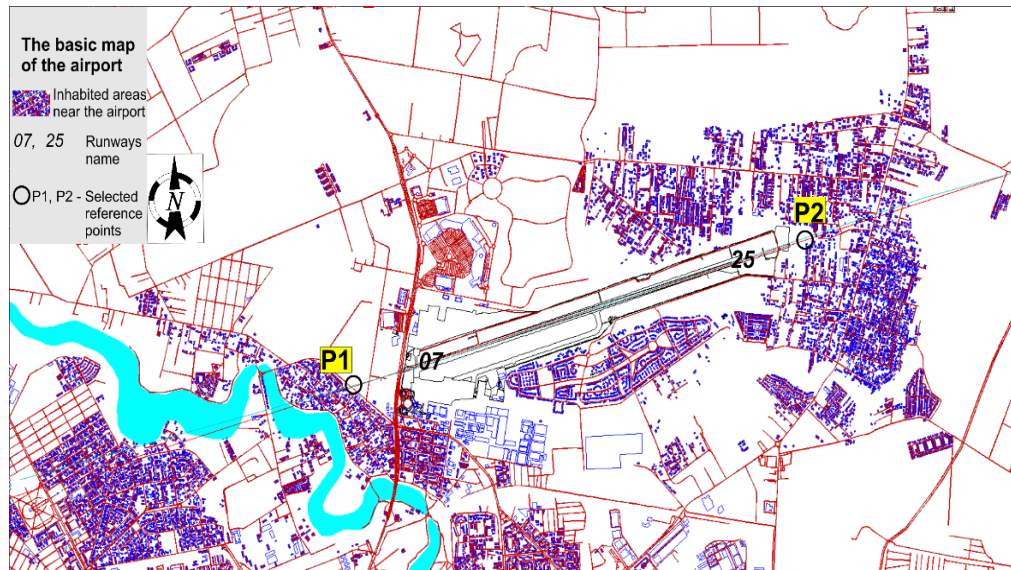 The basic map
of the airport
Inhabited areas
near the airport
07, 25 Runways
name
N
P1, P2 - Selected
reference
points
P2
25
07
P1